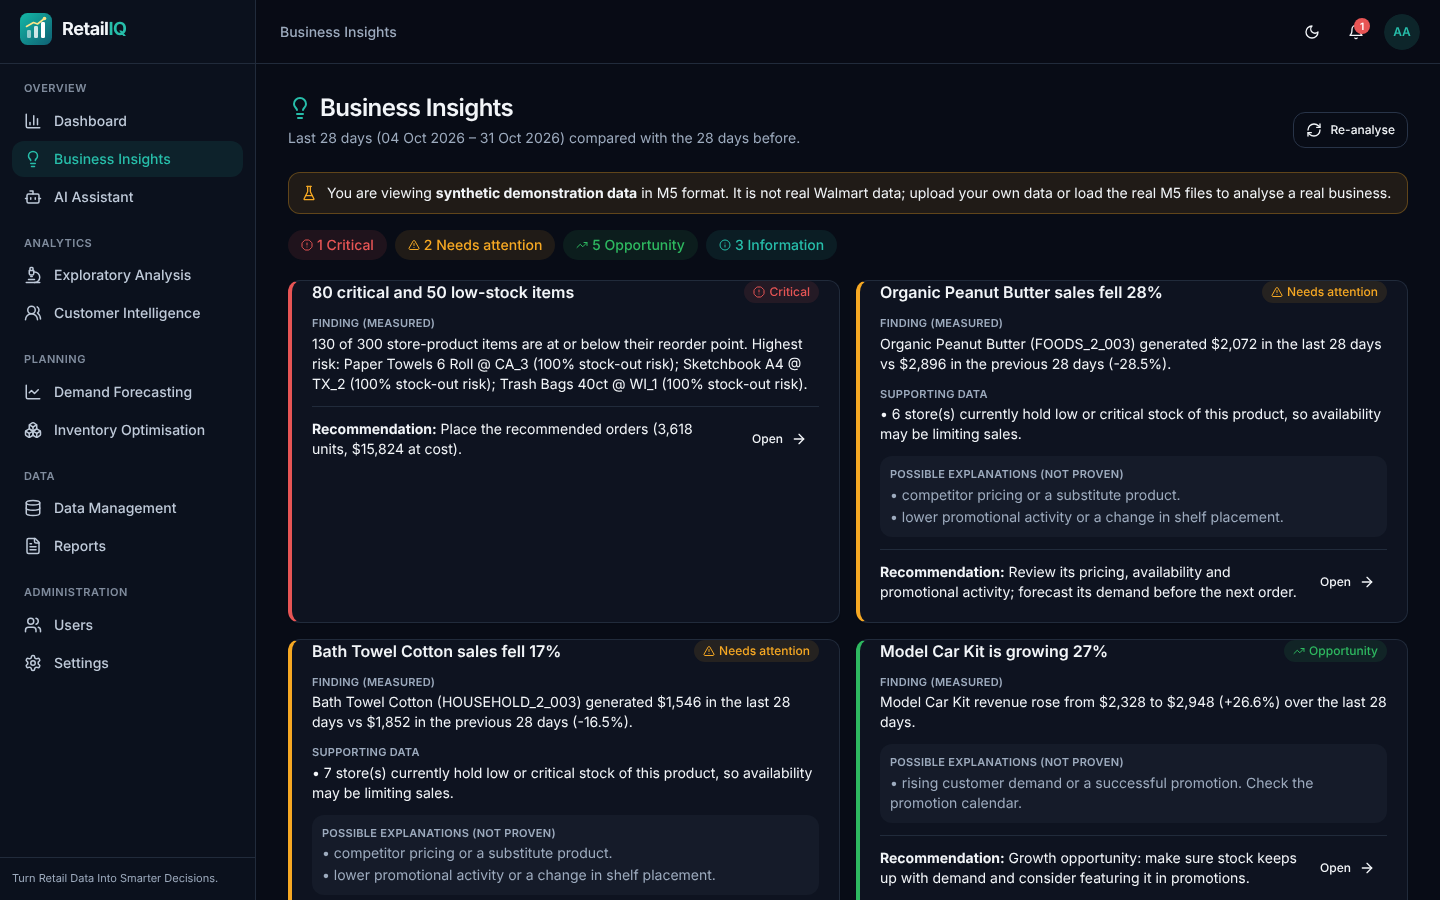 RetailIQ
Business Insights
1
AA
OVERVIEW
Dashboard
Business Insights
AI Assistant
ANALYTICS
Exploratory Analysis
Customer Intelligence
PLANNING
Demand Forecasting
Inventory Optimisation
DATA
Data Management
Reports
ADMINISTRATION
Users
Settings
Turn Retail Data Into Smarter Decisions.
Business Insights
Last 28 days (04 Oct 2026 – 31 Oct 2026) compared with the 28 days before.
Re-analyse
You are viewing synthetic demonstration data in M5 format. It is not real Walmart data; upload your own data or load the real M5 files to analyse a real business.
1 Critical
2 Needs attention
5 Opportunity
3 Information
80 critical and 50 low-stock items
Critical
FINDING (MEASURED)
130 of 300 store-product items are at or below their reorder point. Highest
risk: Paper Towels 6 Roll @ CA_3 (100% stock-out risk); Sketchbook A4 @
TX_2 (100% stock-out risk); Trash Bags 40ct @ WI_1 (100% stock-out risk).
Recommendation: Place the recommended orders (3,618
units, $15,824 at cost).
Open
Organic Peanut Butter sales fell 28%
Needs attention
FINDING (MEASURED)
Organic Peanut Butter (FOODS_2_003) generated $2,072 in the last 28 days
vs $2,896 in the previous 28 days (-28.5%).
SUPPORTING DATA
• 6 store(s) currently hold low or critical stock of this product, so availability
may be limiting sales.
POSSIBLE EXPLANATIONS (NOT PROVEN)
• competitor pricing or a substitute product.
• lower promotional activity or a change in shelf placement.
Recommendation: Review its pricing, availability and
promotional activity; forecast its demand before the next order.
Open
Bath Towel Cotton sales fell 17%
Needs attention
FINDING (MEASURED)
Bath Towel Cotton (HOUSEHOLD_2_003) generated $1,546 in the last 28
days vs $1,852 in the previous 28 days (-16.5%).
SUPPORTING DATA
• 7 store(s) currently hold low or critical stock of this product, so availability
may be limiting sales.
POSSIBLE EXPLANATIONS (NOT PROVEN)
• competitor pricing or a substitute product.
• lower promotional activity or a change in shelf placement.
Model Car Kit is growing 27%
Opportunity
FINDING (MEASURED)
Model Car Kit revenue rose from $2,328 to $2,948 (+26.6%) over the last 28
days.
POSSIBLE EXPLANATIONS (NOT PROVEN)
• rising customer demand or a successful promotion. Check the
promotion calendar.
Recommendation: Growth opportunity: make sure stock keeps
up with demand and consider featuring it in promotions.
Open